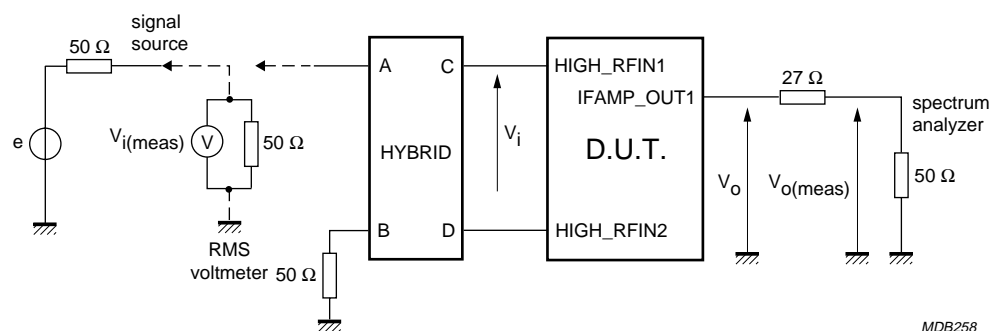 signal
source
50 Ω
e
V i(meas)
V
50 Ω
RMS
voltmeter
A
C
HYBRID
B
D
50 Ω
V i
HIGH_RFIN1
IFAMP_OUT1
D.U.T.
HIGH_RFIN2
27 Ω
V o
V o(meas)
spectrum
analyzer
50 Ω
MDB258